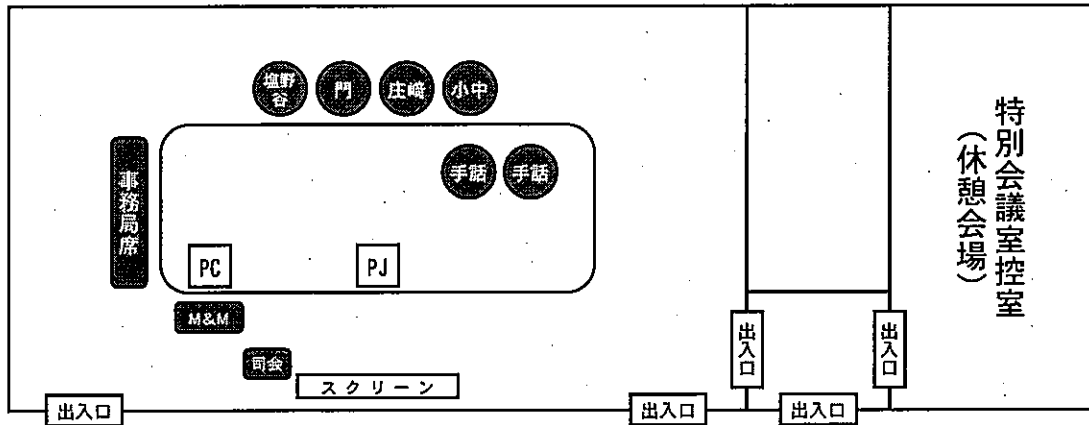 塩野
谷
門
庄﨑
小中
手話
手話
事務局席
PC
PJ
M&M
司会
スクリーン
出入口
出入口
出入口
出入口
出入口
特別会議室控室
(休憩会場)